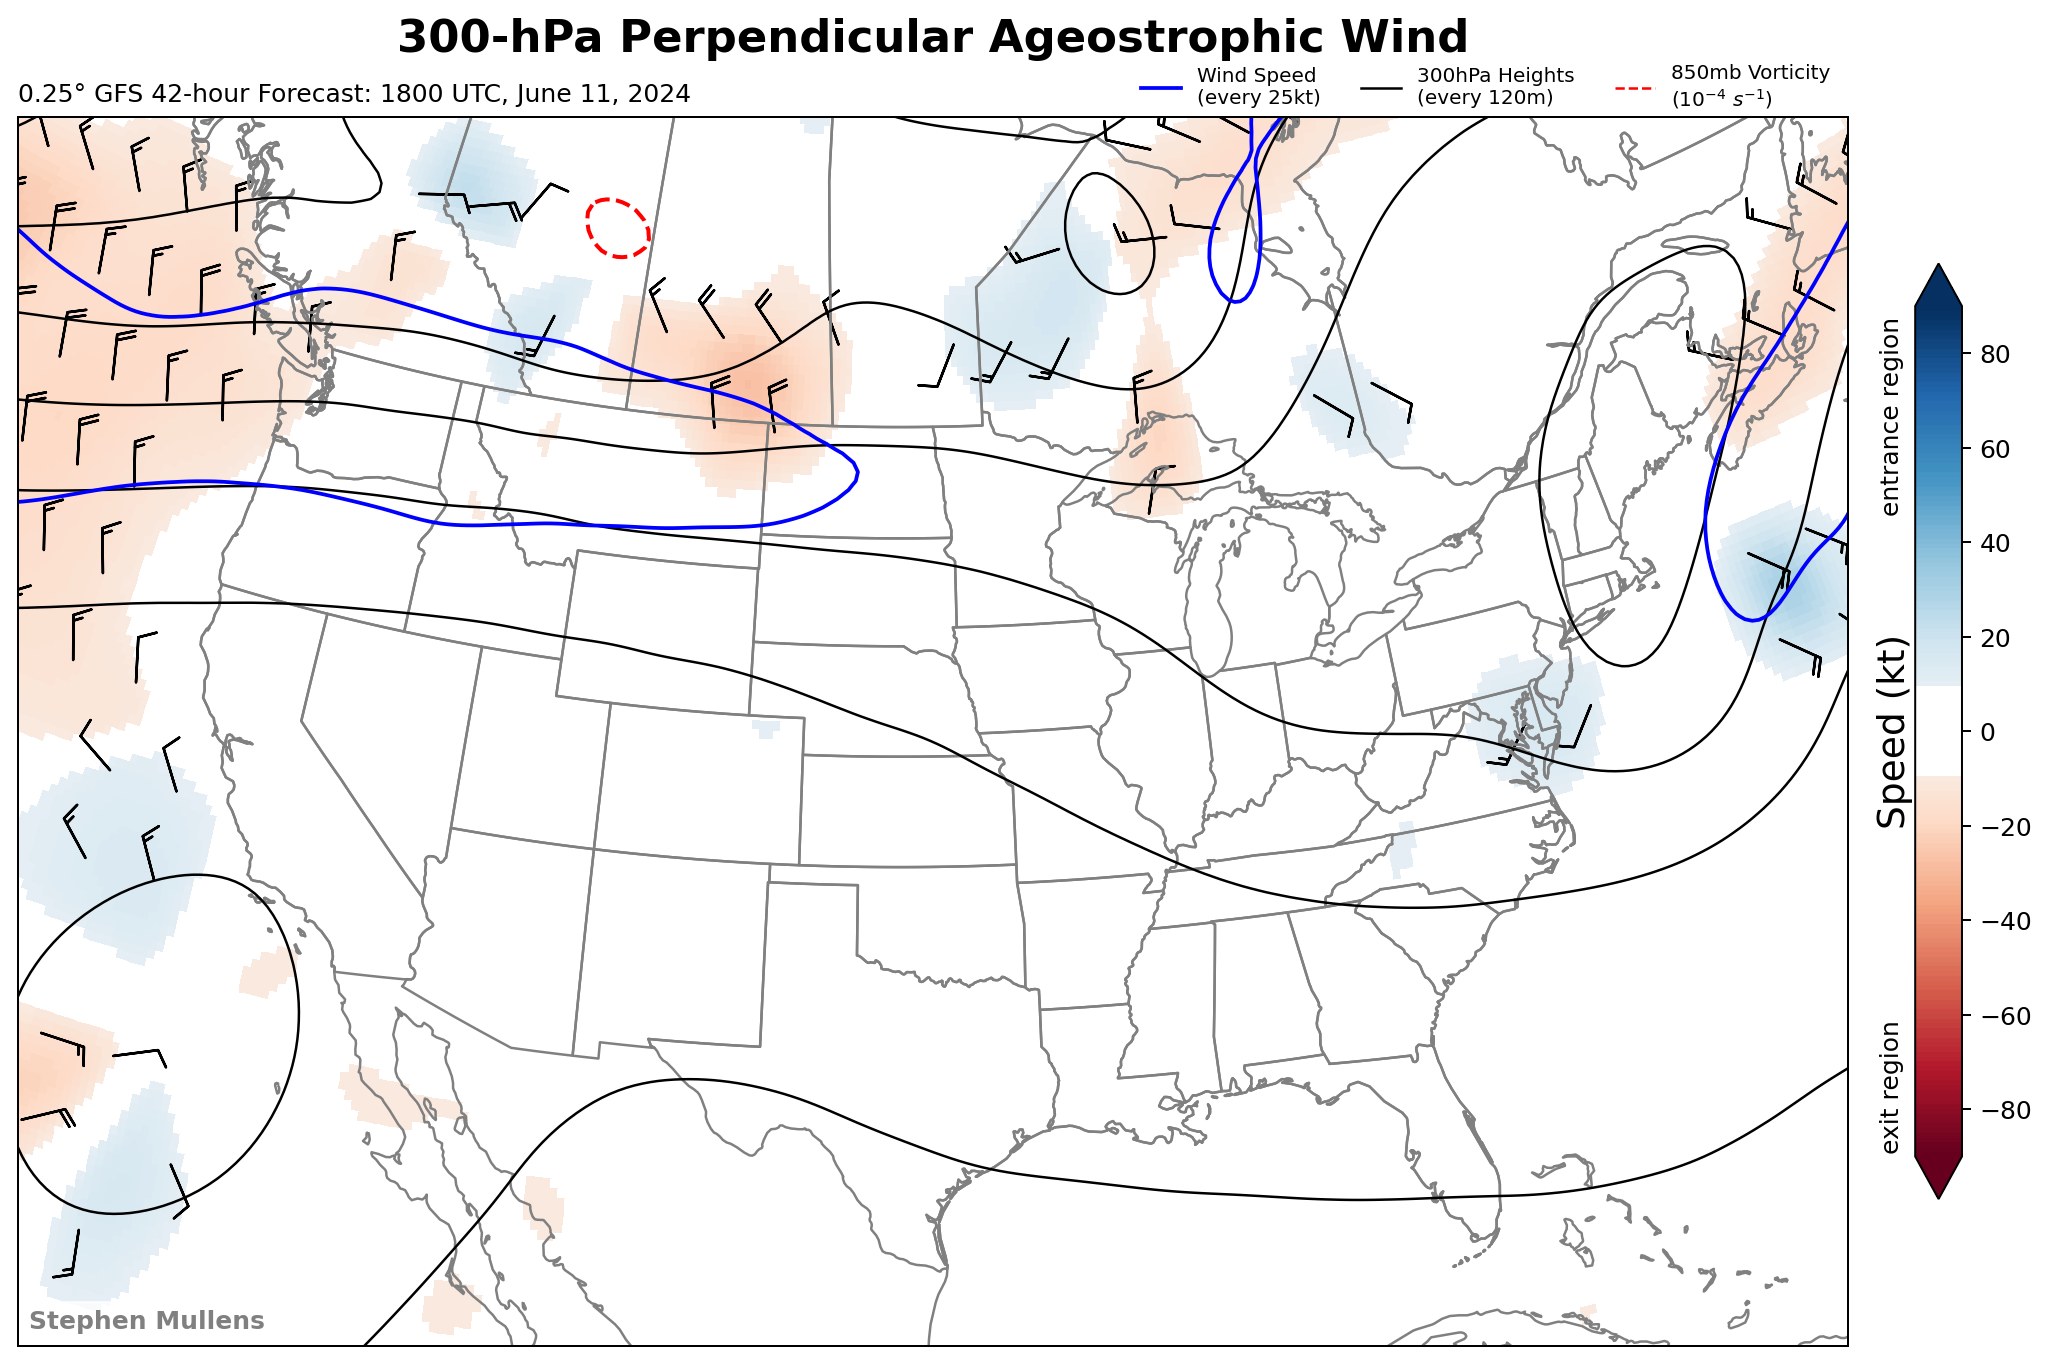 300-hPa Perpendicular Ageostrophic Wind
0.25° GFS 42-hour Forecast: 1800 UTC, June 11, 2024
Wind Speed
(every 25kt)
300hPa Heights
(every 120m)
850mb Vorticity
(10⁻⁴ s⁻¹)
entrance region
Speed (kt)
exit region
80
60
40
20
0
−20
−40
−60
−80
Stephen Mullens